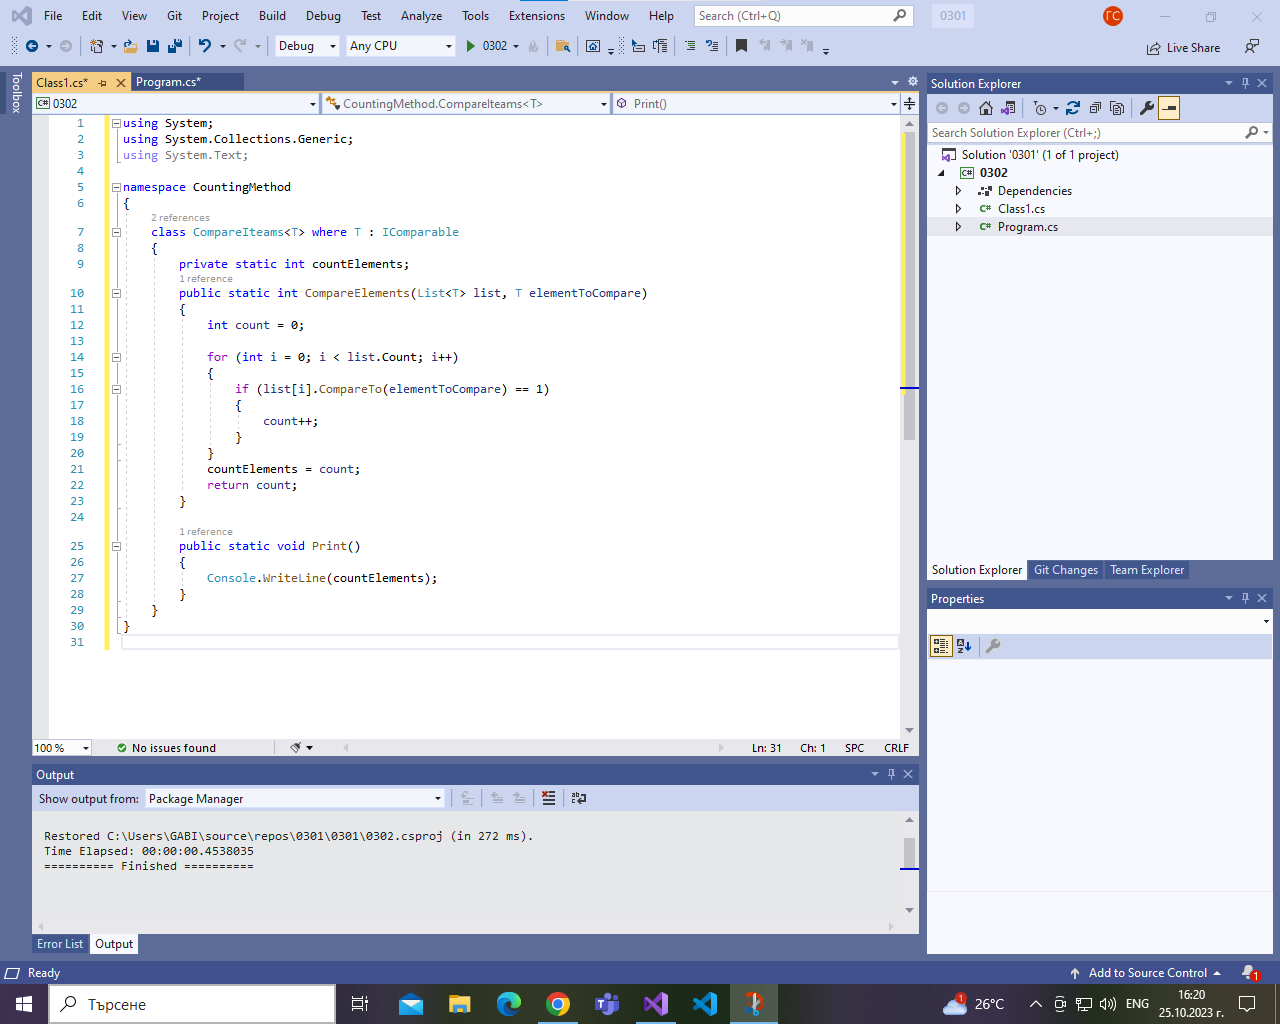 File Edit View Git Project Build Debug Test Analyze Tools Extensions Window Help Search (Ctrl+Q) 0301 ГС
Debug Any CPU 0302 Live Share
Toolbox
Class1.cs* Program.cs*
C# 0302 CountingMethod.CompareIteams<T> Print()
1 using System;
2 using System.Collections.Generic;
3 using System.Text;
4
5 namespace CountingMethod
6 {
2 references
7 class CompareIteams<T> where T : IComparable
8 {
9 private static int countElements;
1 reference
10 public static int CompareElements(List<T> list, T elementToCompare)
11 {
12 int count = 0;
13
14 for (int i = 0; i < list.Count; i++)
15 {
16 if (list[i].CompareTo(elementToCompare) == 1)
17 {
18 count++;
19 }
20 }
21 countElements = count;
22 return count;
23 }
24
1 reference
25 public static void Print()
26 {
27 Console.WriteLine(countElements);
28 }
29 }
30 }
31
100 % No issues found Ln: 31 Ch: 1 SPC CRLF
Output
Show output from: Package Manager
Restored C:\Users\GABI\source\repos\0301\0301\0302.csproj (in 272 ms).
Time Elapsed: 00:00:00.4538035
========== Finished ==========
Error List Output
Solution Explorer
Search Solution Explorer (Ctrl+;)
Solution '0301' (1 of 1 project)
C# 0302
Dependencies
C# Class1.cs
C# Program.cs
Solution Explorer Git Changes Team Explorer
Properties
Ready Add to Source Control 1
Търсене 1 26°C ENG 16:20
25.10.2023 г.